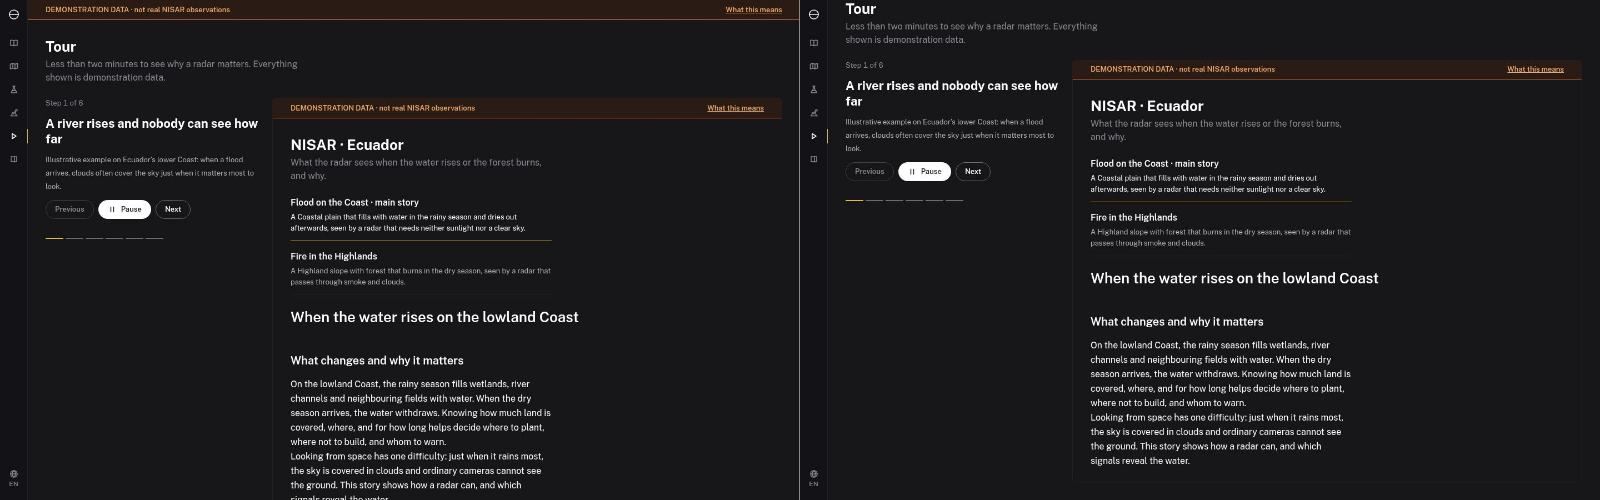 DEMONSTRATION DATA · not real NISAR observations
What this means
Tour
Less than two minutes to see why a radar matters. Everything
shown is demonstration data.
Step 1 of 6
A river rises and nobody can see how
far
Illustrative example on Ecuador's lower Coast: when a flood
arrives, clouds often cover the sky just when it matters most to
look.
Previous
Pause
Next
EN
DEMONSTRATION DATA · not real NISAR observations
What this means
NISAR · Ecuador
What the radar sees when the water rises or the forest burns,
and why.
Flood on the Coast · main story
A Coastal plain that fills with water in the rainy season and dries out
afterwards, seen by a radar that needs neither sunlight nor a clear sky.
Fire in the Highlands
A Highland slope with forest that burns in the dry season, seen by a radar that
passes through smoke and clouds.
When the water rises on the lowland Coast
What changes and why it matters
On the lowland Coast, the rainy season fills wetlands, river
channels and neighbouring fields with water. When the dry
season arrives, the water withdraws. Knowing how much land is
covered, where, and for how long helps decide where to plant,
where not to build, and whom to warn.
Looking from space has one difficulty: just when it rains most,
the sky is covered in clouds and ordinary cameras cannot see
the ground. This story shows how a radar can, and which
signals reveal the water.
Tour
Less than two minutes to see why a radar matters. Everything
shown is demonstration data.
Step 1 of 6
A river rises and nobody can see how
far
Illustrative example on Ecuador's lower Coast: when a flood
arrives, clouds often cover the sky just when it matters most to
look.
Previous
Pause
Next
EN
DEMONSTRATION DATA · not real NISAR observations
What this means
NISAR · Ecuador
What the radar sees when the water rises or the forest burns,
and why.
Flood on the Coast · main story
A Coastal plain that fills with water in the rainy season and dries out
afterwards, seen by a radar that needs neither sunlight nor a clear sky.
Fire in the Highlands
A Highland slope with forest that burns in the dry season, seen by a radar that
passes through smoke and clouds.
When the water rises on the lowland Coast
What changes and why it matters
On the lowland Coast, the rainy season fills wetlands, river
channels and neighbouring fields with water. When the dry
season arrives, the water withdraws. Knowing how much land is
covered, where, and for how long helps decide where to plant,
where not to build, and whom to warn.
Looking from space has one difficulty: just when it rains most,
the sky is covered in clouds and ordinary cameras cannot see
the ground. This story shows how a radar can, and which
signals reveal the water.